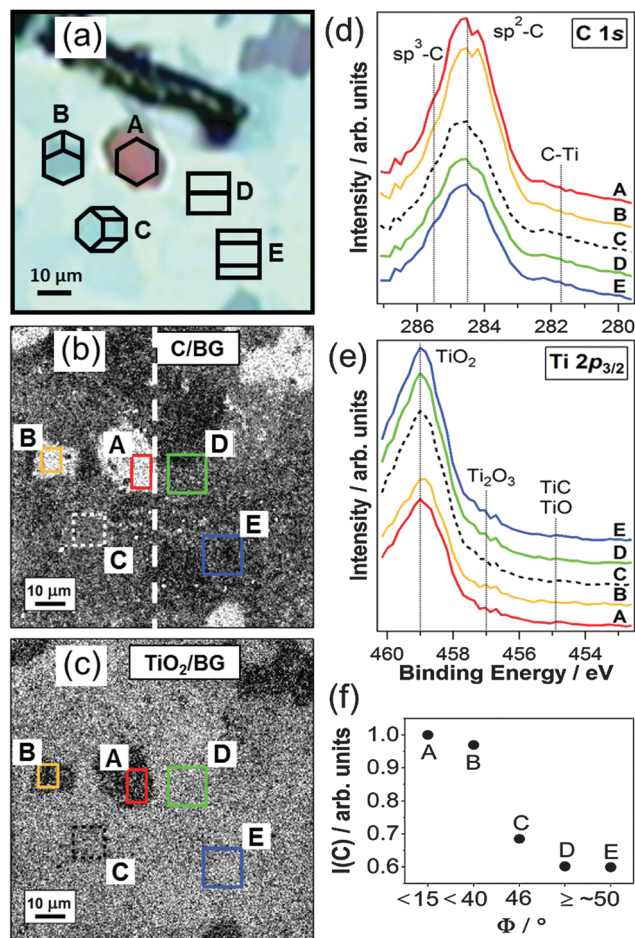 (a)
B
A
D
C
E
10 µm
(b)
C/BG
B
A
D
E
C
10 µm
(c)
TiO₂/BG
B
A
D
E
C
10 µm
(d)
C 1s
sp³-C
sp²-C
C-Ti
A
B
C
D
E
Intensity / arb. units
286 284 282 280
(e)
Ti 2p₃/₂
TiO₂
Ti₂O₃
TiC
TiO
E
D
C
B
A
Intensity / arb. units
460 458 456 454
Binding Energy / eV
(f)
I(C) / arb. units
1.0
0.9
0.8
0.7
0.6
A
B
C
D
E
<15 <40 46 ≥ ~50
Φ / °